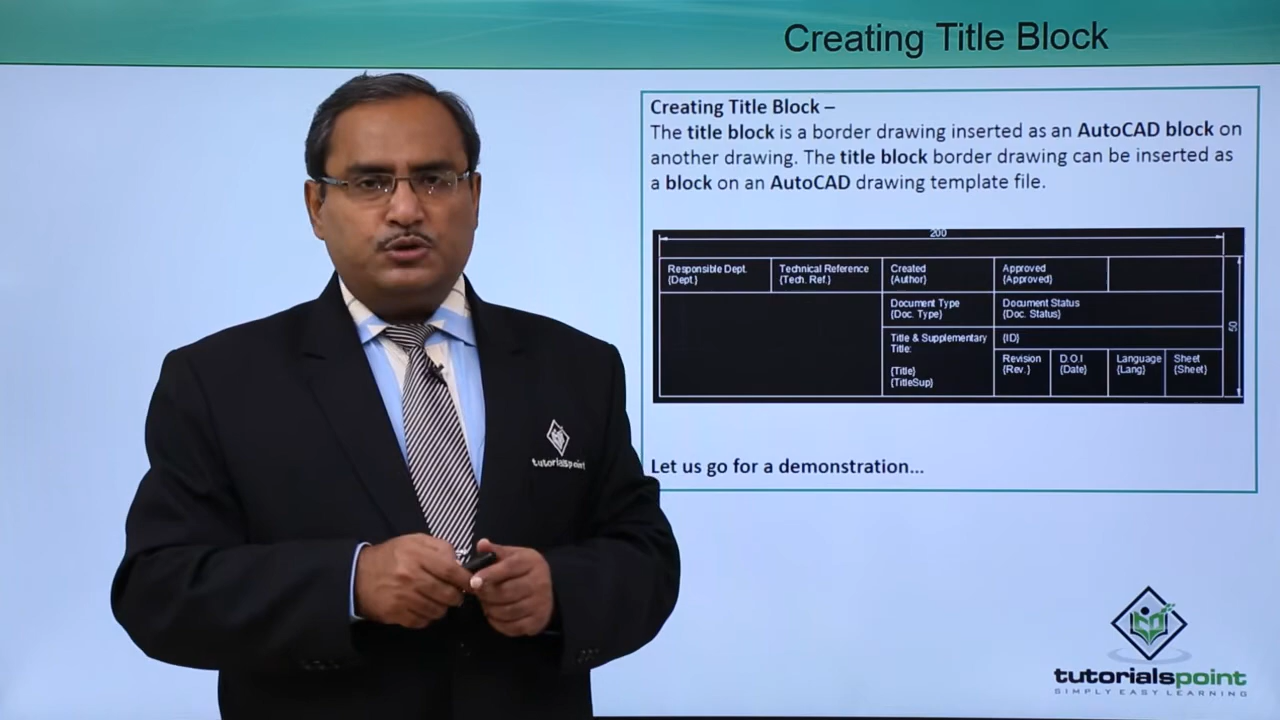 Creating Title Block
Creating Title Block –
The title block is a border drawing inserted as an AutoCAD block on
another drawing. The title block border drawing can be inserted as
a block on an AutoCAD drawing template file.
200
Responsible Dept.
(Dept.)
Technical Reference
(Tech. Ref.)
Created
(Author)
Approved
(Approved)
Document Type
(Doc. Type)
Document Status
(Doc. Status)
Title & Supplementary
Title:
(Title)
(TitleSup)
(ID)
Revision
(Rev.)
D.O.I
(Date)
Language
(Lang)
Sheet
(Sheet)
50
Let us go for a demonstration...
tutorialspoint
tutorialspoint
SIMPLY EASY LEARNING